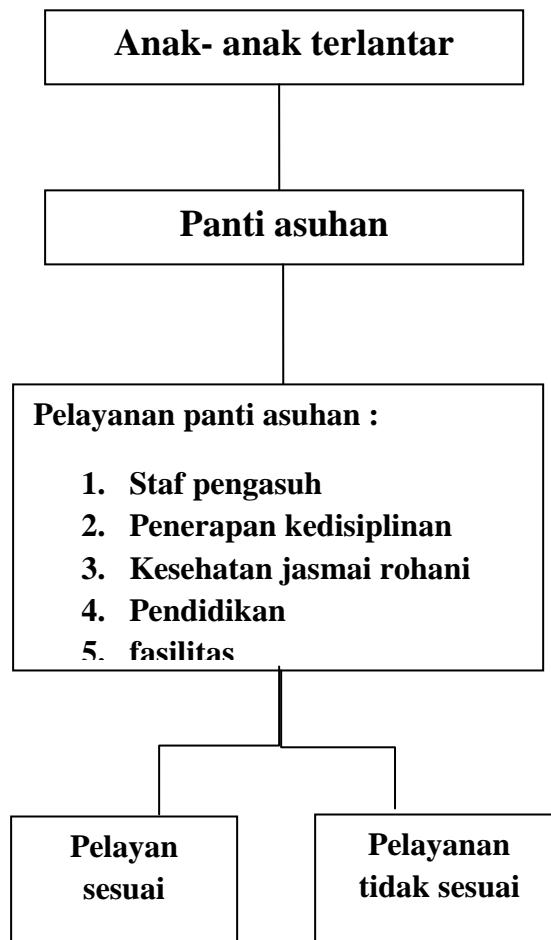 Anak- anak terlantar
Panti asuhan
Pelayanan panti asuhan :
1. Staf pengasuh
2. Penerapan kedisiplinan
3. Kesehatan jasmai rohani
4. Pendidikan
5. fasilitas
Pelayan
sesuai
Pelayanan
tidak sesuai